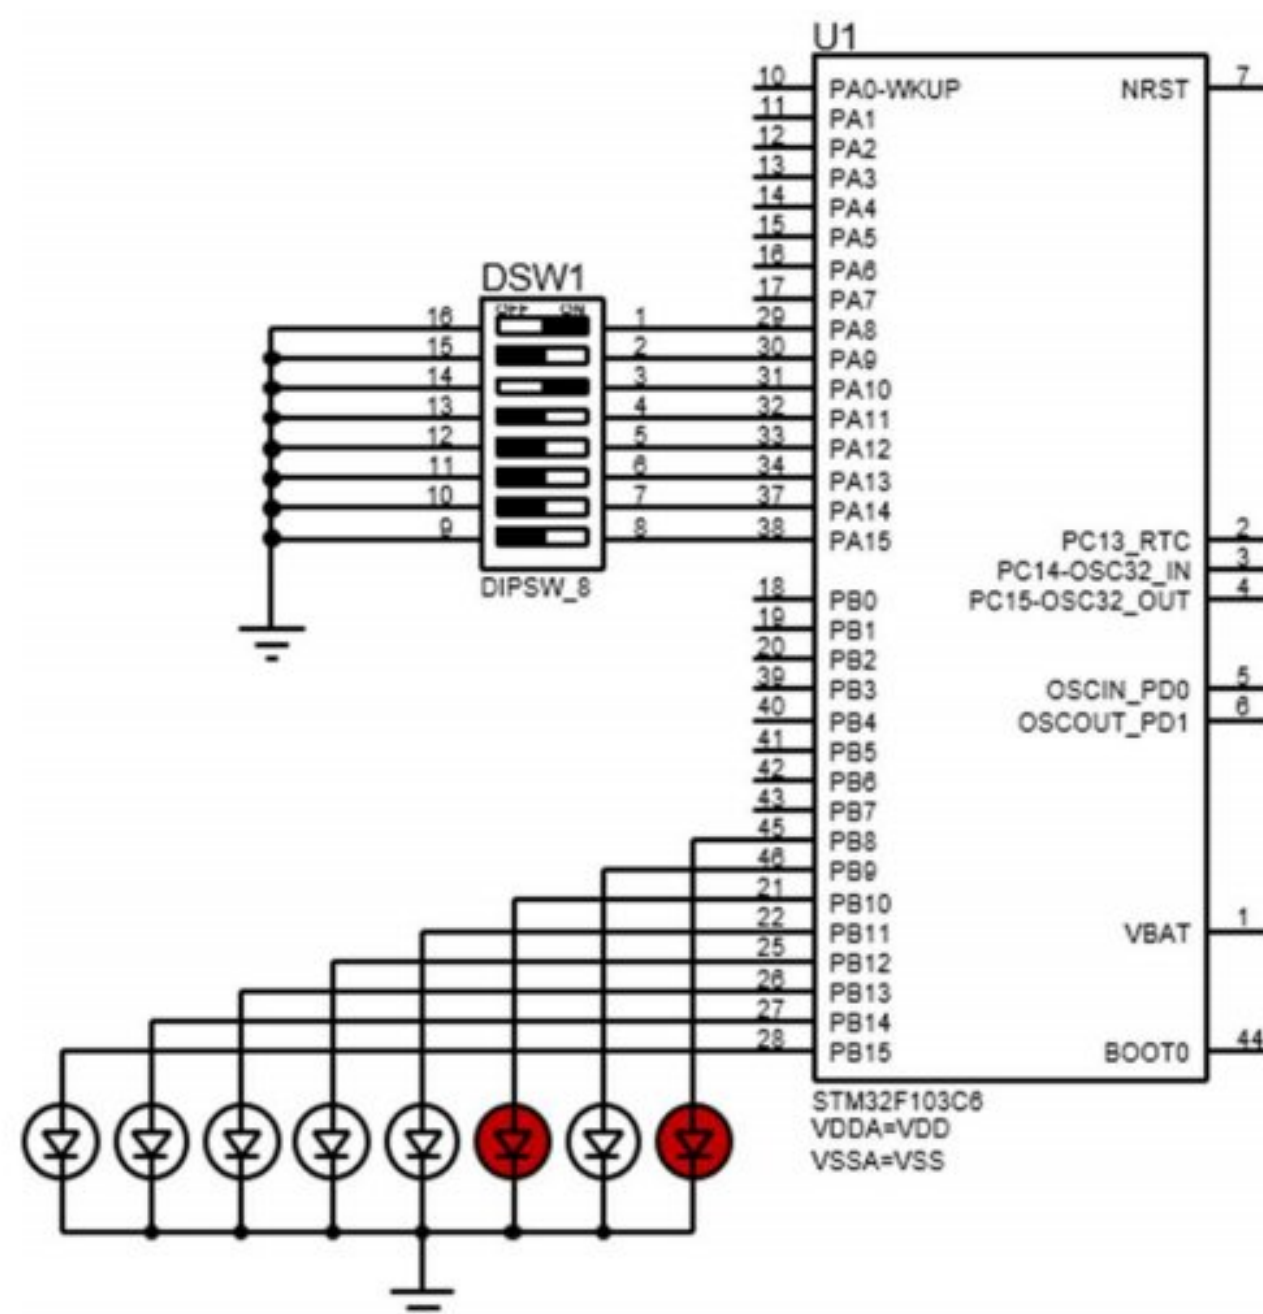 U1
10 PA0-WKUP NRST 7
11 PA1
12 PA2
13 PA3
14 PA4
15 PA5
16 PA6
17 PA7
DSW1
OFF ON
16 1 29 PA8
15 2 30 PA9
14 3 31 PA10
13 4 32 PA11
12 5 33 PA12
11 6 34 PA13
10 7 37 PA14
9 8 38 PA15
DIPSW_8
PC13_RTC 2
PC14-OSC32_IN 3
PC15-OSC32_OUT 4
18 PB0
19 PB1
20 PB2
39 PB3 OSCIN_PD0 5
40 PB4 OSCOUT_PD1 6
41 PB5
42 PB6
43 PB7
45 PB8
46 PB9
21 PB10
22 PB11 VBAT 1
25 PB12
26 PB13
27 PB14
28 PB15 BOOT0 44
STM32F103C6
VDDA=VDD
VSSA=VSS